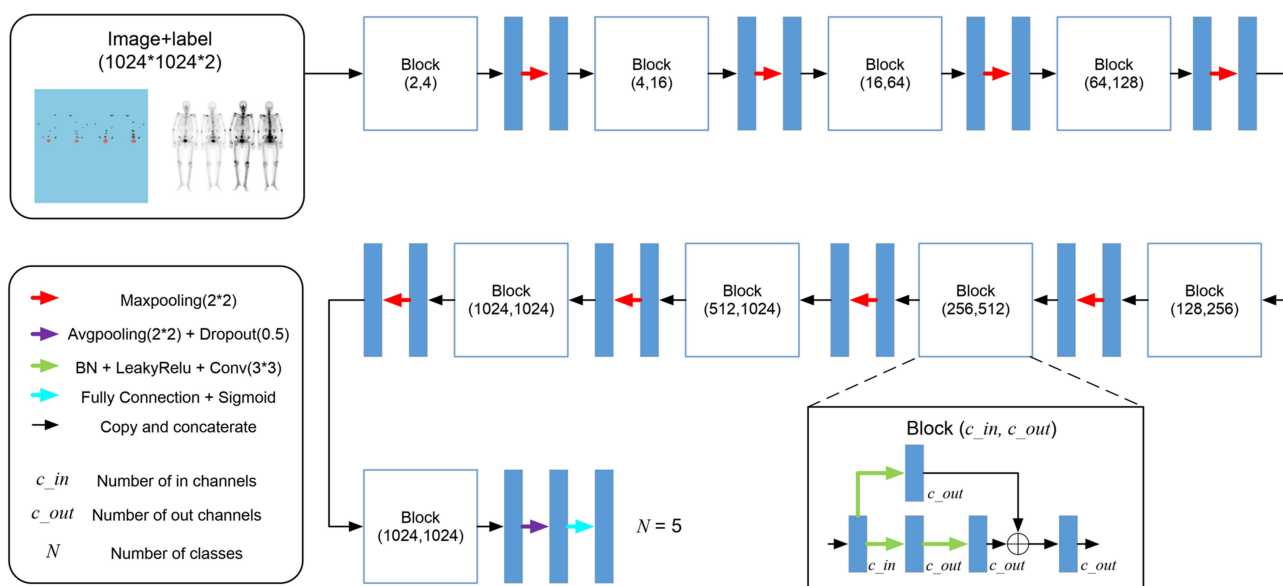 Image+label
(1024*1024*2)
Block
(2,4)
Block
(4,16)
Block
(16,64)
Block
(64,128)
Block
(1024,1024)
Block
(512,1024)
Block
(256,512)
Block
(128,256)
Maxpooling(2*2)
Avgpooling(2*2) + Dropout(0.5)
BN + LeakyRelu + Conv(3*3)
Fully Connection + Sigmoid
Copy and concaterate
c_in Number of in channels
c_out Number of out channels
N Number of classes
Block
(1024,1024)
N = 5
Block (c_in, c_out)
c_out
c_in
c_out
c_out
c_out